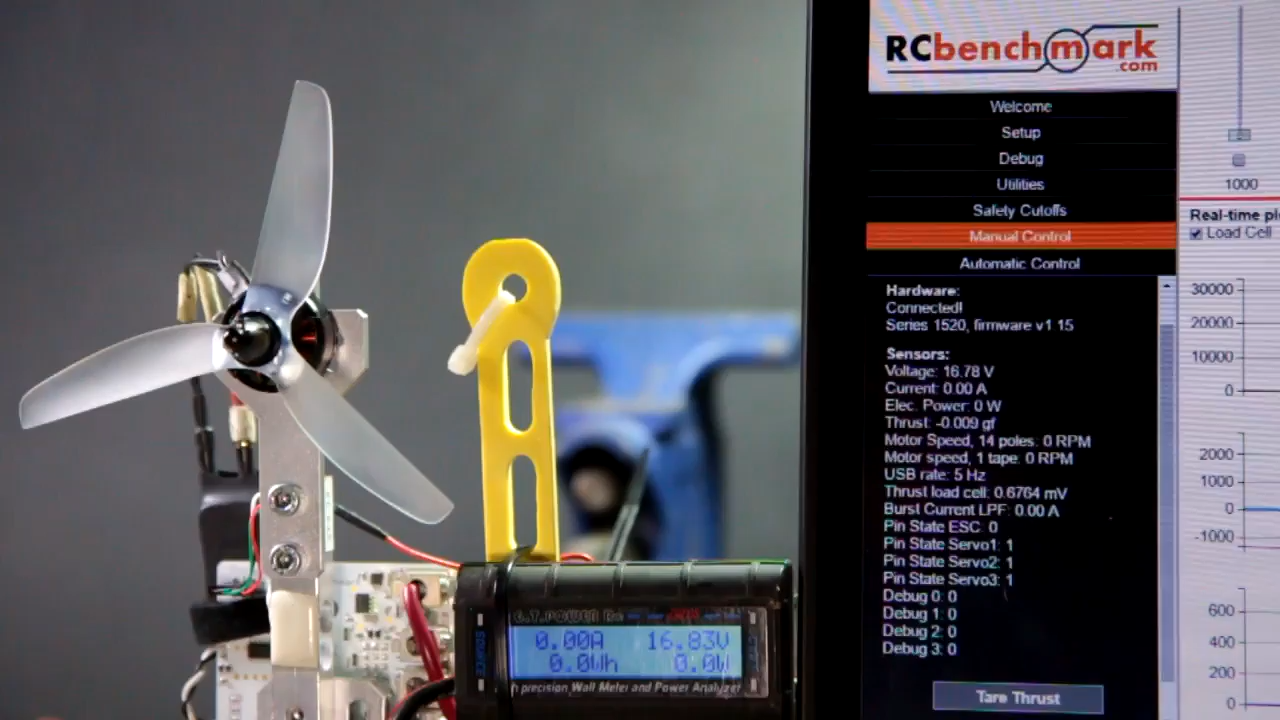 RCbenchmark
.com
Welcome
Setup
Debug
Utilities
Safety Cutoffs
Manual Control
Automatic Control
Hardware:
Connected!
Series 1520, firmware v1 15
Sensors:
Voltage: 16.78 V
Current: 0.00 A
Elec. Power: 0 W
Thrust: -0.009 gf
Motor Speed, 14 poles: 0 RPM
Motor speed, 1 tape: 0 RPM
USB rate: 5 Hz
Thrust load cell: 0.6764 mV
Burst Current LPF: 0.00 A
Pin State ESC: 0
Pin State Servo1: 1
Pin State Servo2: 1
Pin State Servo3: 1
Debug 0: 0
Debug 1: 0
Debug 2: 0
Debug 3: 0
Tare Thrust
1000
Real-time pl
Load Cell
30000
20000
10000
0
2000
1000
0
-1000
600
400
200
0
G.T.POWER RC
0.00A 16.83V
0.0Wh 0.0W
h precision Watt Meter and Power Analyzer
SOURCE